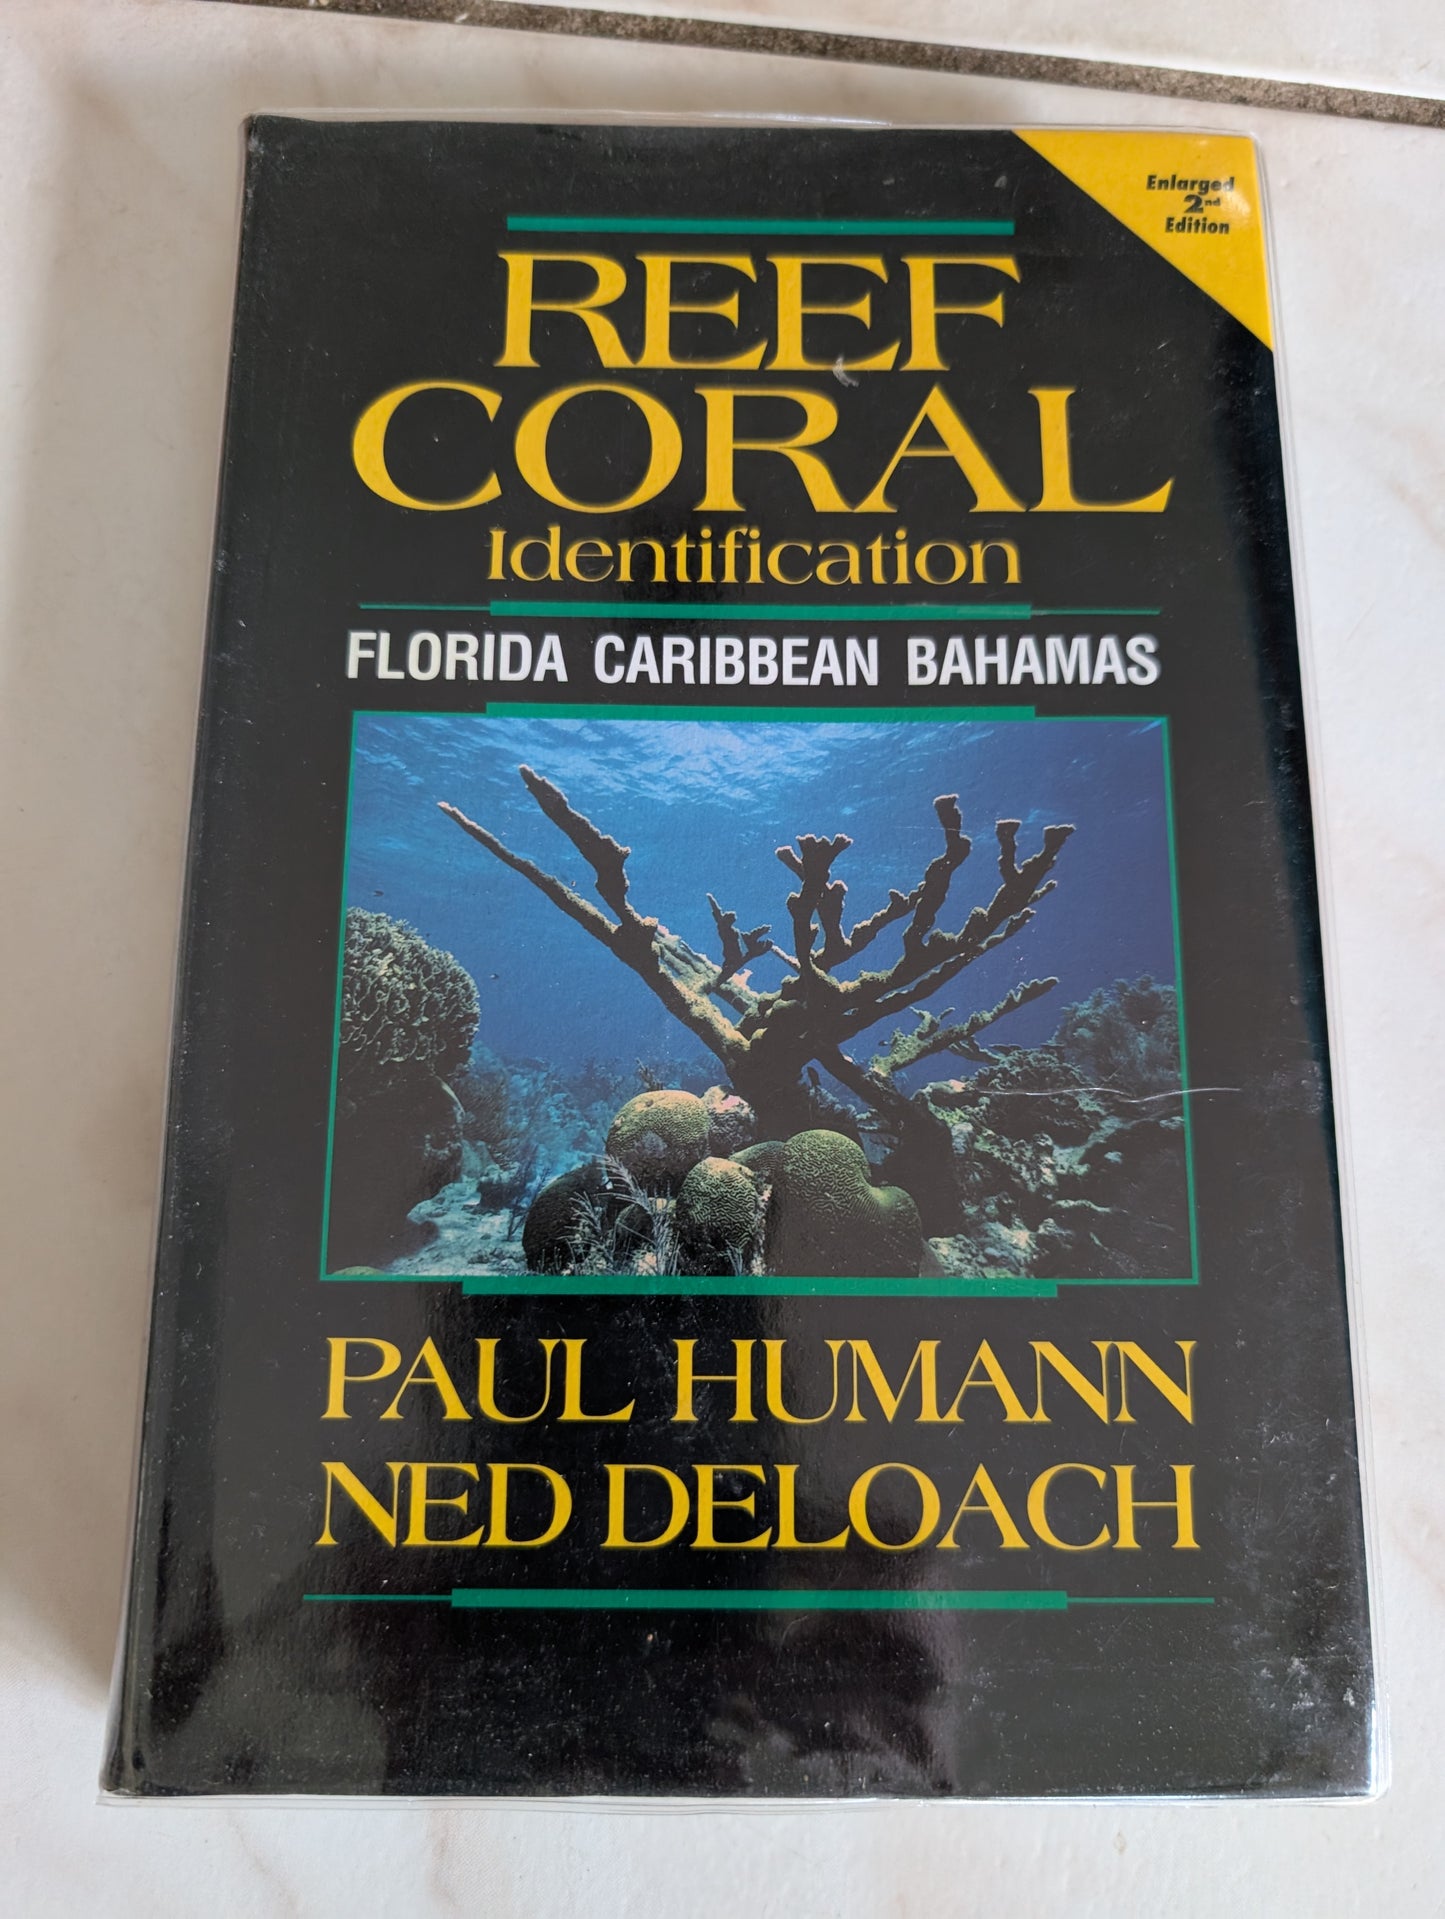 Enlarged
2nd
Edition
REEF
CORAL
Identification
FLORIDA CARIBBEAN BAHAMAS
PAUL HUMANN
NED DELOACH